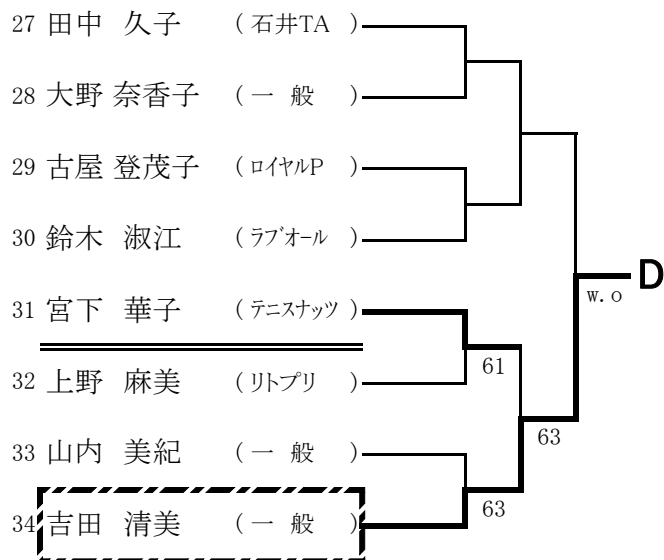 27 田中 久子 (石井TA)
28 大野 奈香子 (一 般)
29 古屋 登茂子 (ロイヤルP)
30 鈴木 淑江 (ラブオール)
D
w.o
31 宮下 華子 (テニスナッツ)
61
32 上野 麻美 (リトプリ)
63
33 山内 美紀 (一 般)
63
34 吉田 清美 (一 般)